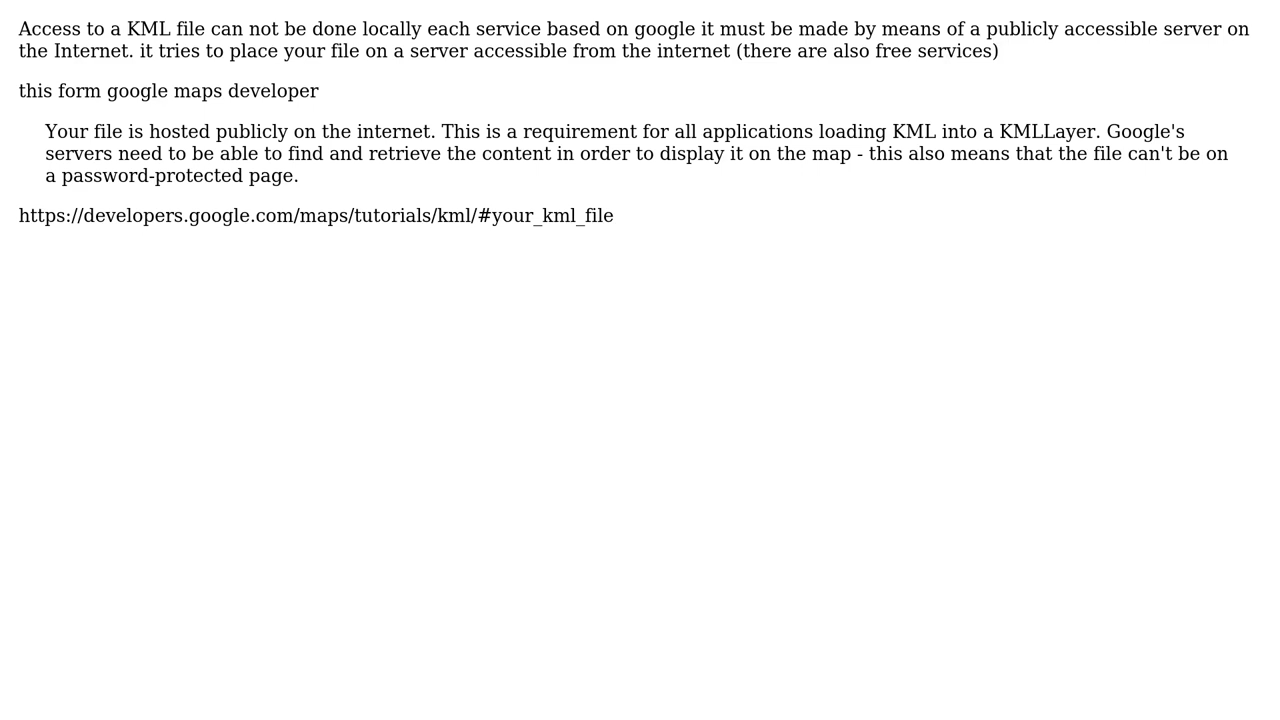 Access to a KML file can not be done locally each service based on google it must be made by means of a publicly accessible server on
the Internet. it tries to place your file on a server accessible from the internet (there are also free services)
this form google maps developer
Your file is hosted publicly on the internet. This is a requirement for all applications loading KML into a KMLLayer. Google's
servers need to be able to find and retrieve the content in order to display it on the map - this also means that the file can't be on
a password-protected page.
https://developers.google.com/maps/tutorials/kml/#your_kml_file